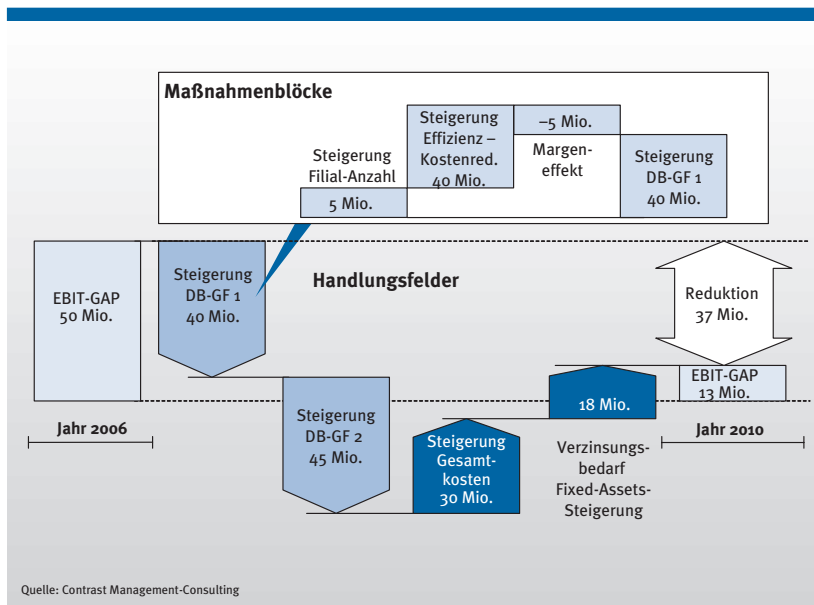 Maßnahmenblöcke
Steigerung
Filial-Anzahl
5 Mio.
Steigerung
Effizienz –
Kostenred.
40 Mio.
–5 Mio.
Margen-
effekt
Steigerung
DB-GF 1
40 Mio.
EBIT-GAP
50 Mio.
Steigerung
DB-GF 1
40 Mio.
Handlungsfelder
Reduktion
37 Mio.
Steigerung
DB-GF 2
45 Mio.
Steigerung
Gesamt-
kosten
30 Mio.
18 Mio.
Verzinsungs-
bedarf
Fixed-Assets-
Steigerung
EBIT-GAP
13 Mio.
Jahr 2006
Jahr 2010
Quelle: Contrast Management-Consulting